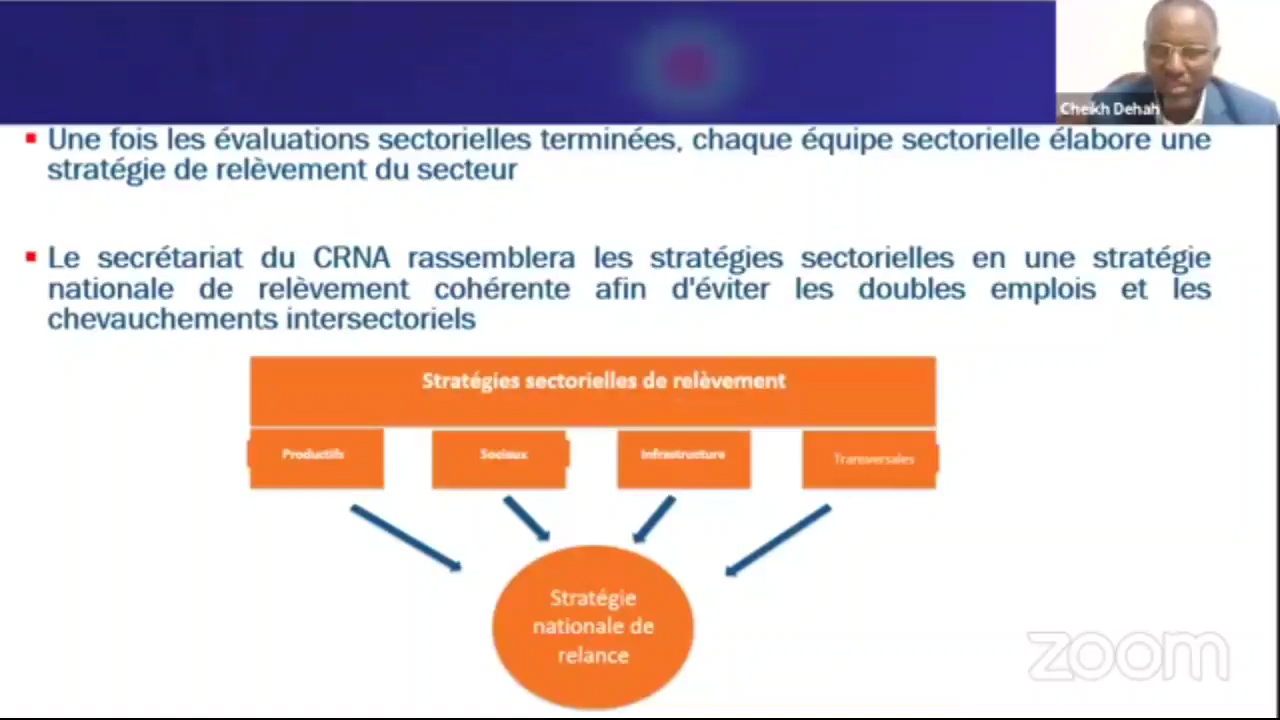 Cheikh Dehah
Une fois les évaluations sectorielles terminées, chaque équipe sectorielle élabore une
stratégie de relèvement du secteur
Le secrétariat du CRNA rassemblera les stratégies sectorielles en une stratégie
nationale de relèvement cohérente afin d'éviter les doubles emplois et les
chevauchements intersectoriels
Stratégies sectorielles de relèvement
Productifs
Sociaux
Infrastructure
Transversales
Stratégie
nationale de
relance
zoom